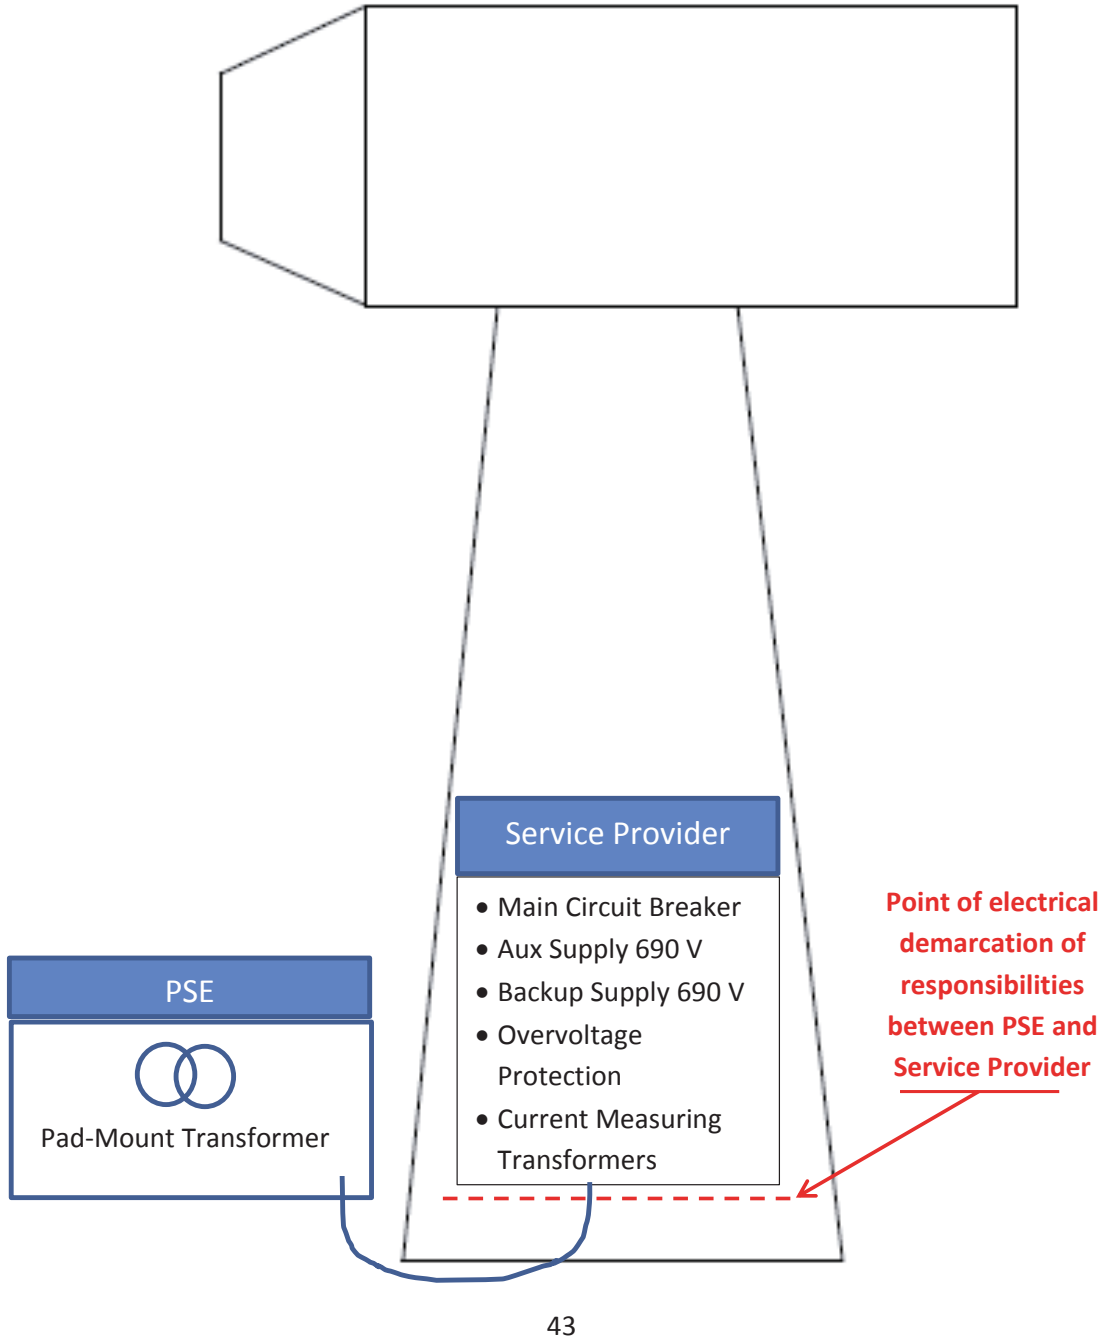 Service Provider
• Main Circuit Breaker
• Aux Supply 690 V
• Backup Supply 690 V
• Overvoltage
Protection
• Current Measuring
Transformers
PSE
Pad-Mount Transformer
Point of electrical
demarcation of
responsibilities
between PSE and
Service Provider
43